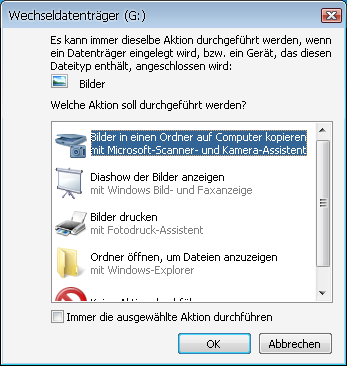 Wechseldatenträger (G:)
Es kann immer dieselbe Aktion durchgeführt werden, wenn
ein Datenträger eingelegt wird, bzw. ein Gerät, das diesen
Dateityp enthält, angeschlossen wird:
Bilder
Welche Aktion soll durchgeführt werden?
Bilder in einen Ordner auf Computer kopieren
mit Microsoft-Scanner- und Kamera-Assistent
Diashow der Bilder anzeigen
mit Windows Bild- und Faxanzeige
Bilder drucken
mit Fotodruck-Assistent
Ordner öffnen, um Dateien anzuzeigen
mit Windows-Explorer
Immer die ausgewählte Aktion durchführen
OK
Abbrechen